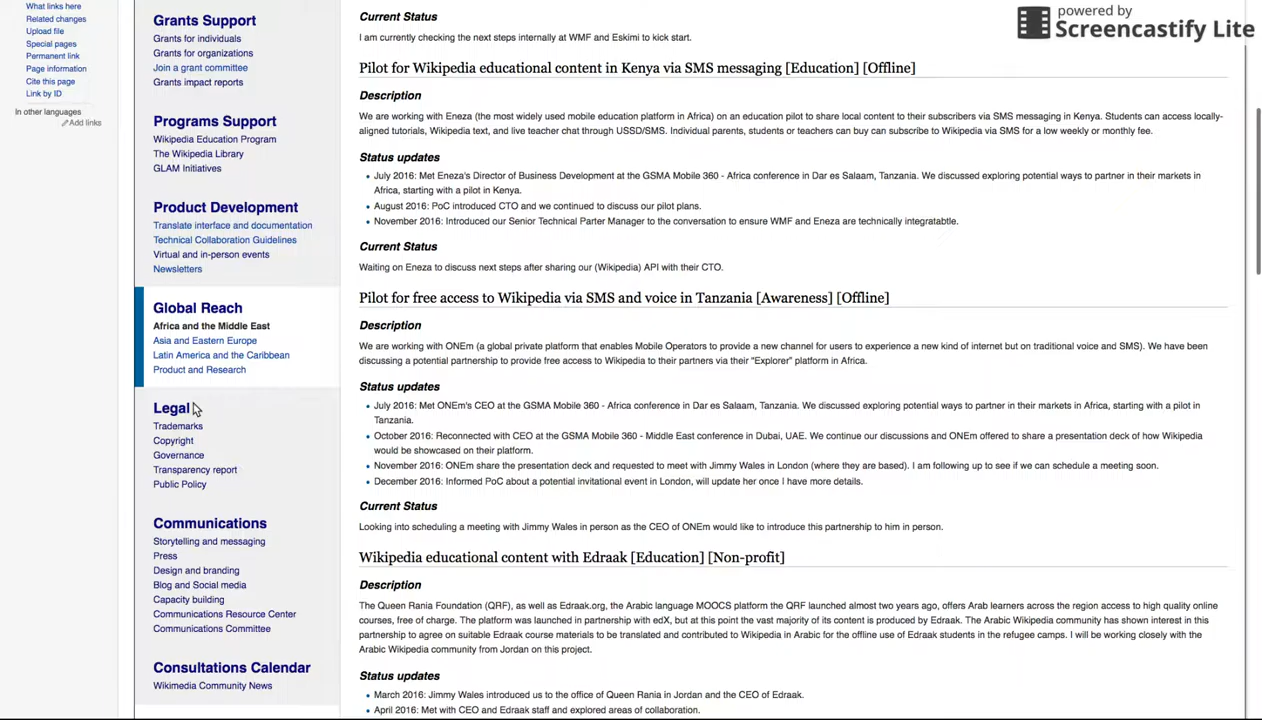 What links here
Related changes
Upload file
Special pages
Permanent link
Page information
Cite this page
Link by ID
In other languages
Add links
Grants Support
Grants for individuals
Grants for organizations
Join a grant committee
Grants impact reports
Programs Support
Wikipedia Education Program
The Wikipedia Library
GLAM Initiatives
Product Development
Translate interface and documentation
Technical Collaboration Guidelines
Virtual and in-person events
Newsletters
Global Reach
Africa and the Middle East
Asia and Eastern Europe
Latin America and the Caribbean
Product and Research
Legal
Trademarks
Copyright
Governance
Transparency report
Public Policy
Communications
Storytelling and messaging
Press
Design and branding
Blog and Social media
Capacity building
Communications Resource Center
Communications Committee
Consultations Calendar
Wikimedia Community News
powered by
Screencastify Lite
Current Status
I am currently checking the next steps internally at WMF and Eskimi to kick start.
Pilot for Wikipedia educational content in Kenya via SMS messaging [Education] [Offline]
Description
We are working with Eneza (the most widely used mobile education platform in Africa) on an education pilot to share local content to their subscribers via SMS messaging in Kenya. Students can access locally-
aligned tutorials, Wikipedia text, and live teacher chat through USSD/SMS. Individual parents, students or teachers can buy can subscribe to Wikipedia via SMS for a low weekly or monthly fee.
Status updates
July 2016: Met Eneza's Director of Business Development at the GSMA Mobile 360 - Africa conference in Dar es Salaam, Tanzania. We discussed exploring potential ways to partner in their markets in
Africa, starting with a pilot in Kenya.
August 2016: PoC introduced CTO and we continued to discuss our pilot plans.
November 2016: Introduced our Senior Technical Parter Manager to the conversation to ensure WMF and Eneza are technically integratabtle.
Current Status
Waiting on Eneza to discuss next steps after sharing our (Wikipedia) API with their CTO.
Pilot for free access to Wikipedia via SMS and voice in Tanzania [Awareness] [Offline]
Description
We are working with ONEm (a global private platform that enables Mobile Operators to provide a new channel for users to experience a new kind of internet but on traditional voice and SMS). We have been
discussing a potential partnership to provide free access to Wikipedia to their partners via their "Explorer" platform in Africa.
Status updates
July 2016: Met ONEm's CEO at the GSMA Mobile 360 - Africa conference in Dar es Salaam, Tanzania. We discussed exploring potential ways to partner in their markets in Africa, starting with a pilot in
Tanzania.
October 2016: Reconnected with CEO at the GSMA Mobile 360 - Middle East conference in Dubai, UAE. We continue our discussions and ONEm offered to share a presentation deck of how Wikipedia
would be showcased on their platform.
November 2016: ONEm share the presentation deck and requested to meet with Jimmy Wales in London (where they are based). I am following up to see if we can schedule a meeting soon.
December 2016: Informed PoC about a potential invitational event in London, will update her once I have more details.
Current Status
Looking into scheduling a meeting with Jimmy Wales in person as the CEO of ONEm would like to introduce this partnership to him in person.
Wikipedia educational content with Edraak [Education] [Non-profit]
Description
The Queen Rania Foundation (QRF), as well as Edraak.org, the Arabic language MOOCS platform the QRF launched almost two years ago, offers Arab learners across the region access to high quality online
courses, free of charge. The platform was launched in partnership with edX, but at this point the vast majority of its content is produced by Edraak. The Arabic Wikipedia community has shown interest in this
partnership to agree on suitable Edraak course materials to be translated and contributed to Wikipedia in Arabic for the offline use of Edraak students in the refugee camps. I will be working closely with the
Arabic Wikipedia community from Jordan on this project.
Status updates
March 2016: Jimmy Wales introduced us to the office of Queen Rania in Jordan and the CEO of Edraak.
April 2016: Met with CEO and Edraak staff and explored areas of collaboration.